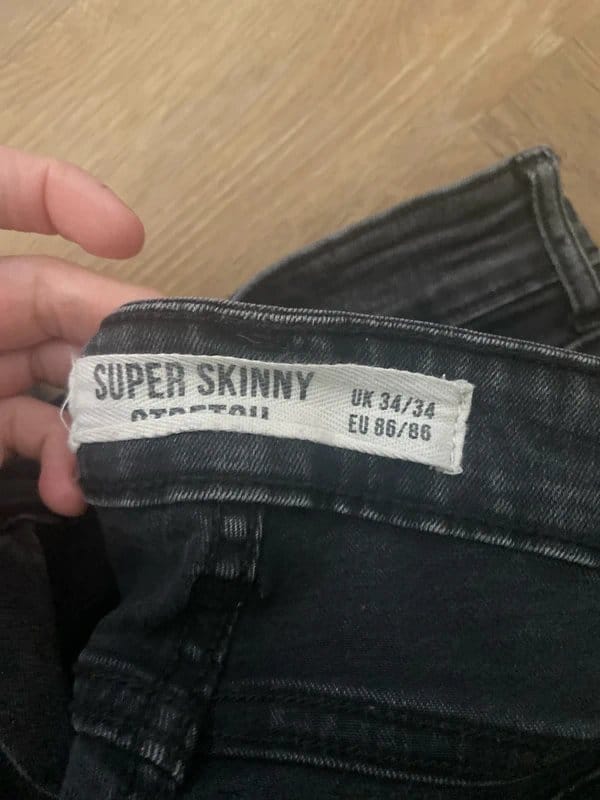 SUPER SKINNY
STRETCH
UK 34/34
EU 86/86